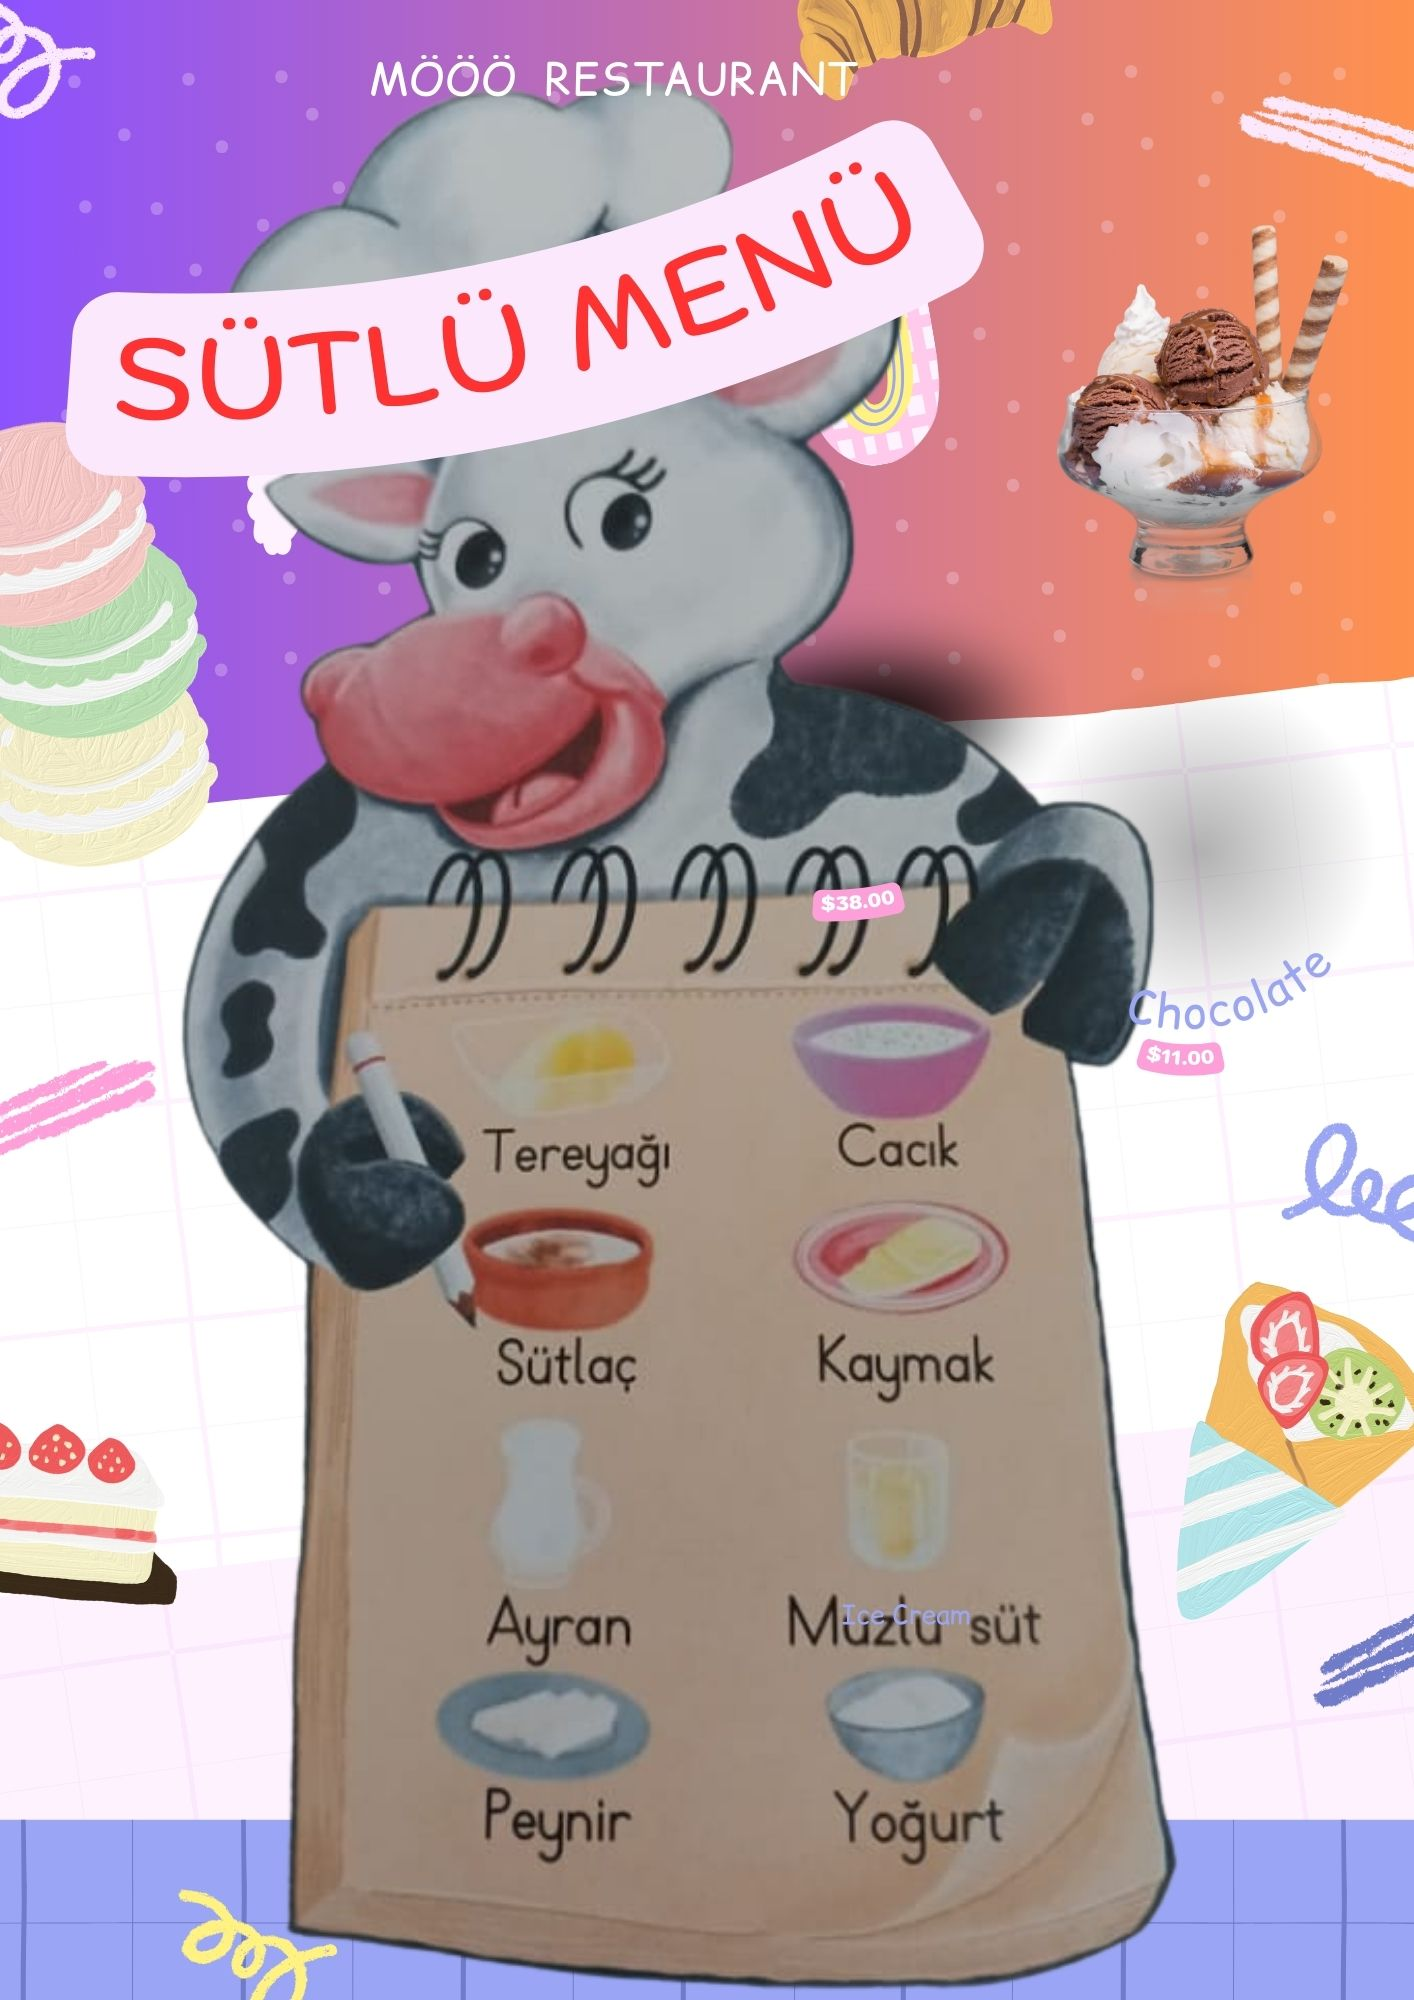 MÖÖÖ RESTAURANT
SÜTLÜ MENÜ
$38.00
Chocolate
$11.00
Tereyağı
Cacık
Sütlaç
Kaymak
Ayran
Muzlu süt
Ice Cream
Peynir
Yoğurt